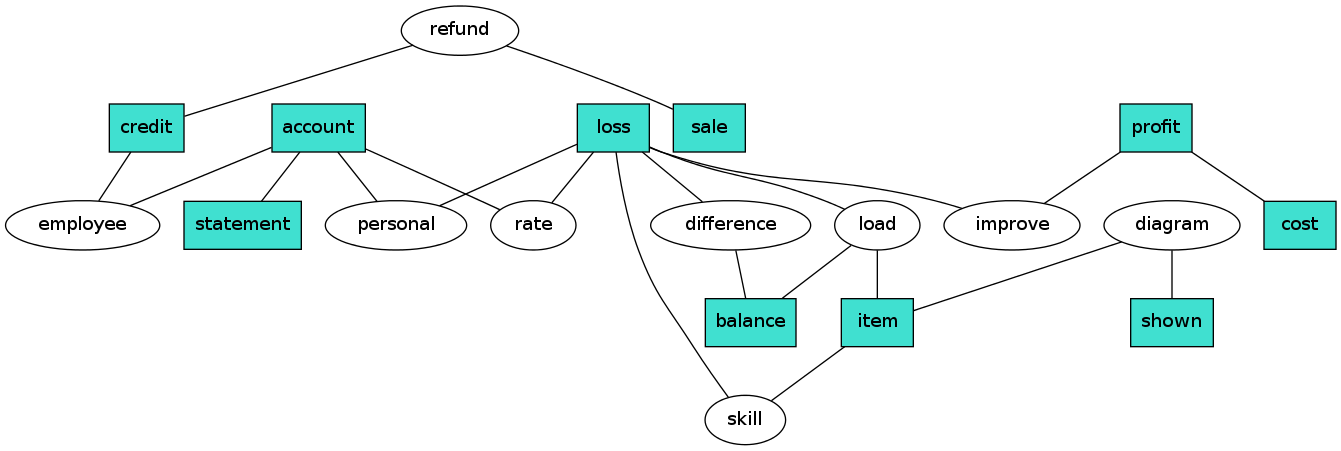 refund
credit
account
loss
sale
profit
employee
statement
personal
rate
difference
load
improve
diagram
cost
balance
item
shown
skill